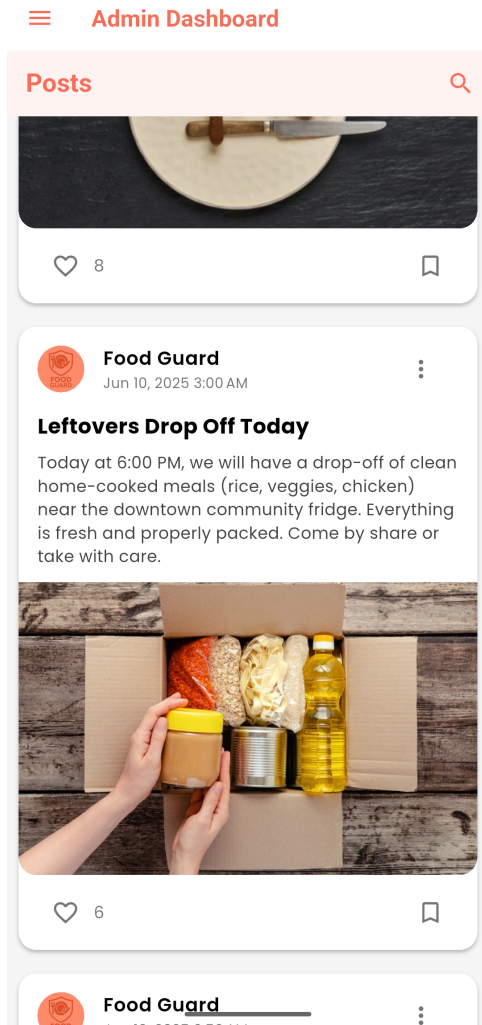 Admin Dashboard
Posts
8
Food Guard
Jun 10, 2025 3:00 AM
FOOD
GUARD
Leftovers Drop Off Today
Today at 6:00 PM, we will have a drop-off of clean
home-cooked meals (rice, veggies, chicken)
near the downtown community fridge. Everything
is fresh and properly packed. Come by share or
take with care.
6
Food Guard